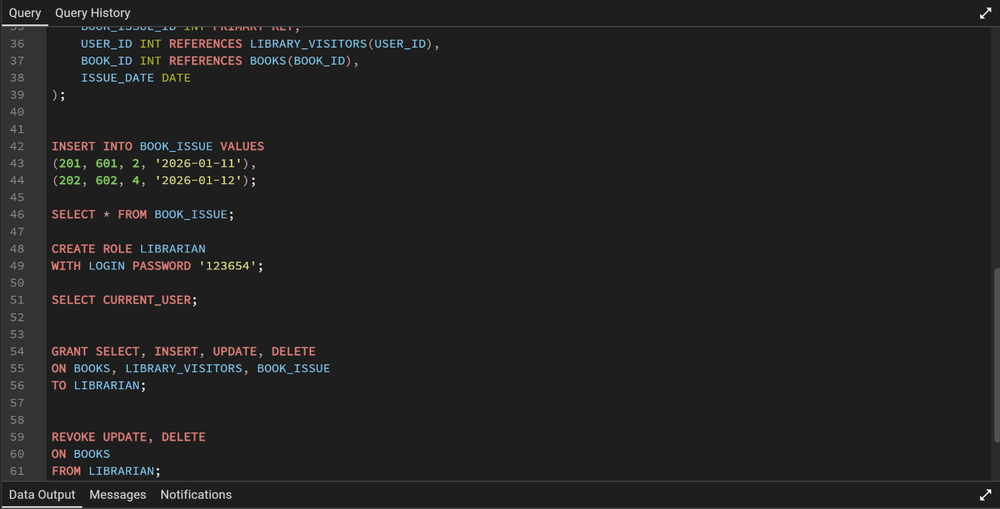 Query Query History
35 BOOK_ISSUE_ID INT PRIMARY KEY,
36 USER_ID INT REFERENCES LIBRARY_VISITORS(USER_ID),
37 BOOK_ID INT REFERENCES BOOKS(BOOK_ID),
38 ISSUE_DATE DATE
39 );
40
41
42 INSERT INTO BOOK_ISSUE VALUES
43 (201, 601, 2, '2026-01-11'),
44 (202, 602, 4, '2026-01-12');
45
46 SELECT * FROM BOOK_ISSUE;
47
48 CREATE ROLE LIBRARIAN
49 WITH LOGIN PASSWORD '123654';
50
51 SELECT CURRENT_USER;
52
53
54 GRANT SELECT, INSERT, UPDATE, DELETE
55 ON BOOKS, LIBRARY_VISITORS, BOOK_ISSUE
56 TO LIBRARIAN;
57
58
59 REVOKE UPDATE, DELETE
60 ON BOOKS
61 FROM LIBRARIAN;
Data Output Messages Notifications